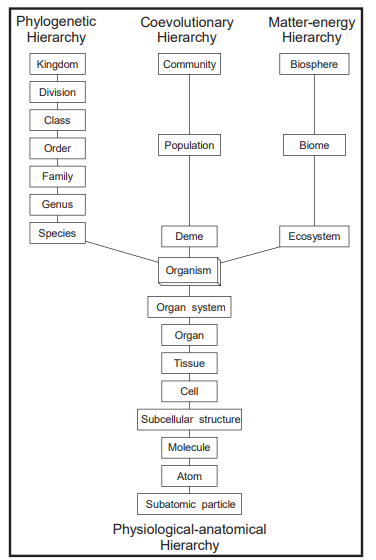 Phylogenetic
Hierarchy
Kingdom
Division
Class
Order
Family
Genus
Species
Coevolutionary
Hierarchy
Community
Population
Deme
Matter-energy
Hierarchy
Biosphere
Biome
Ecosystem
Organism
Organ system
Organ
Tissue
Cell
Subcellular structure
Molecule
Atom
Subatomic particle
Physiological-anatomical
Hierarchy